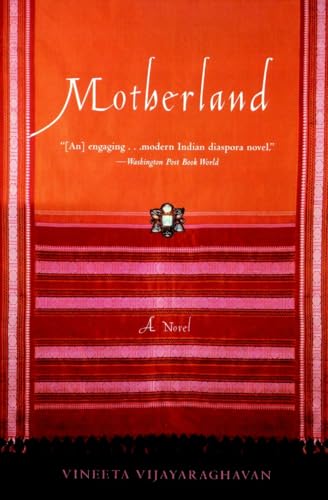 Motherland
“[An] engaging . . .modern Indian diaspora novel.”
—Washington Post Book World
A Novel
VINEETA VIJAYARAGHAVAN